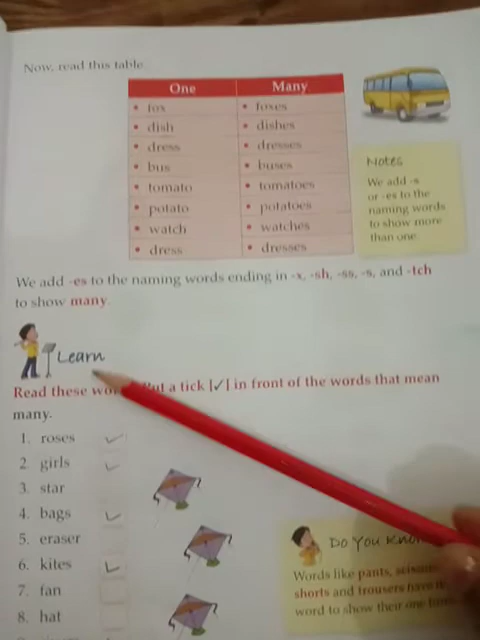 Now, read this table.
One Many
• fox • foxes
• dish • dishes
• dress • dresses
• bus • buses
• tomato • tomatoes
• potato • potatoes
• watch • watches
• dress • dresses
Notes
We add -s
or -es to the
naming words
to show more
than one.
We add -es to the naming words ending in -x, -sh, -ss, -s, and -tch
to show many.
Learn
Read these Put a tick [✓] in front of the words that mean
many.
1. roses ✓
2. girls ✓
3. star
4. bags ✓
5. eraser
6. kites ✓
7. fan
8. hat
Do You
Words like pants,
shorts and trousers have
word to show their one